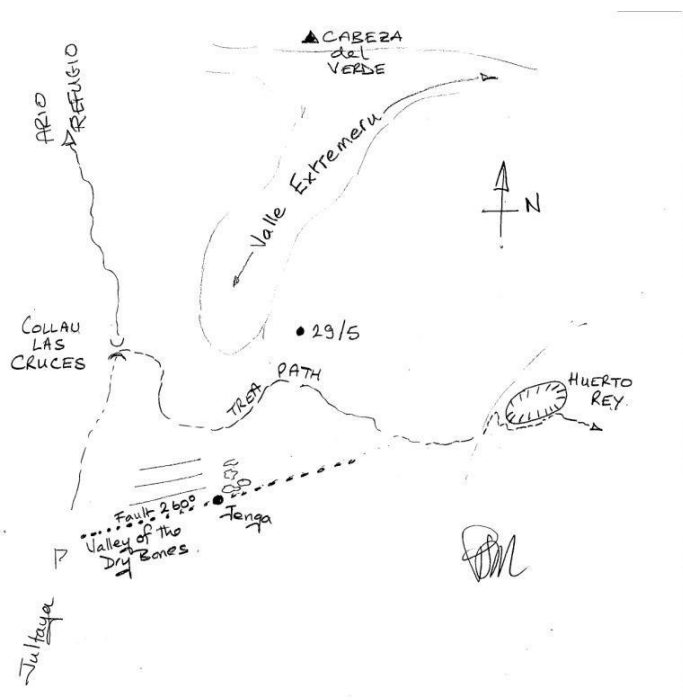 CABEZA
del
VERDE
ARIO
REFUGIO
Valle Extremeru
N
29/5
COLLAU
LAS
CRUCES
TREA PATH
HUERTO
REY.
Fault 260°
Jenga
Valley of the
Dry Bones.
P
Jultayu